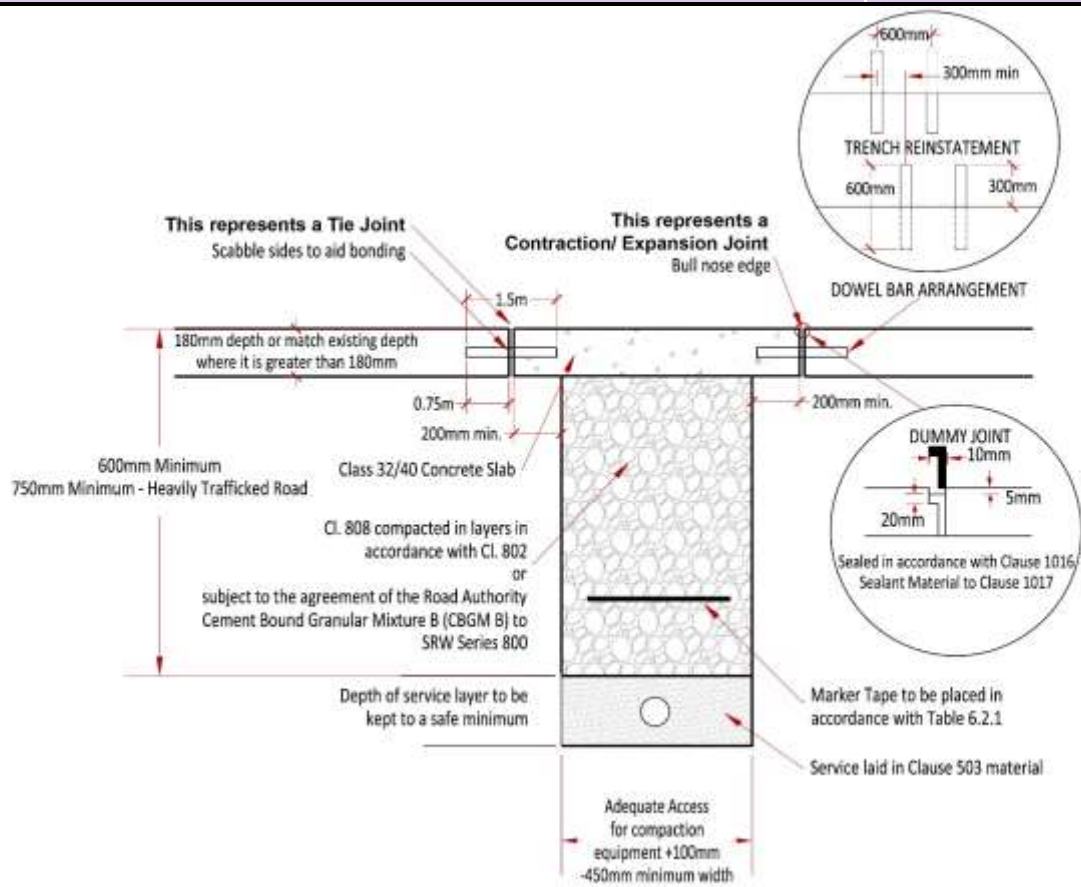 600mm
300mm min
TRENCH REINSTATEMENT
600mm
300mm
DOWEL BAR ARRANGEMENT
This represents a Tie Joint
Scabble sides to aid bonding
This represents a
Contraction/ Expansion Joint
Bull nose edge
1.5m
180mm depth or match existing depth
where it is greater than 180mm
0.75m
200mm min.
200mm min.
600mm Minimum
750mm Minimum - Heavily Trafficked Road
Class 32/40 Concrete Slab
DUMMY JOINT
10mm
5mm
20mm
Sealed in accordance with Clause 1016
Sealant Material to Clause 1017
Cl. 808 compacted in layers in
accordance with Cl. 802
or
subject to the agreement of the Road Authority
Cement Bound Granular Mixture B (CBGM B) to
SRW Series 800
Depth of service layer to be
kept to a safe minimum
Marker Tape to be placed in
accordance with Table 6.2.1
Service laid in Clause 503 material
Adequate Access
for compaction
equipment +100mm
-450mm minimum width